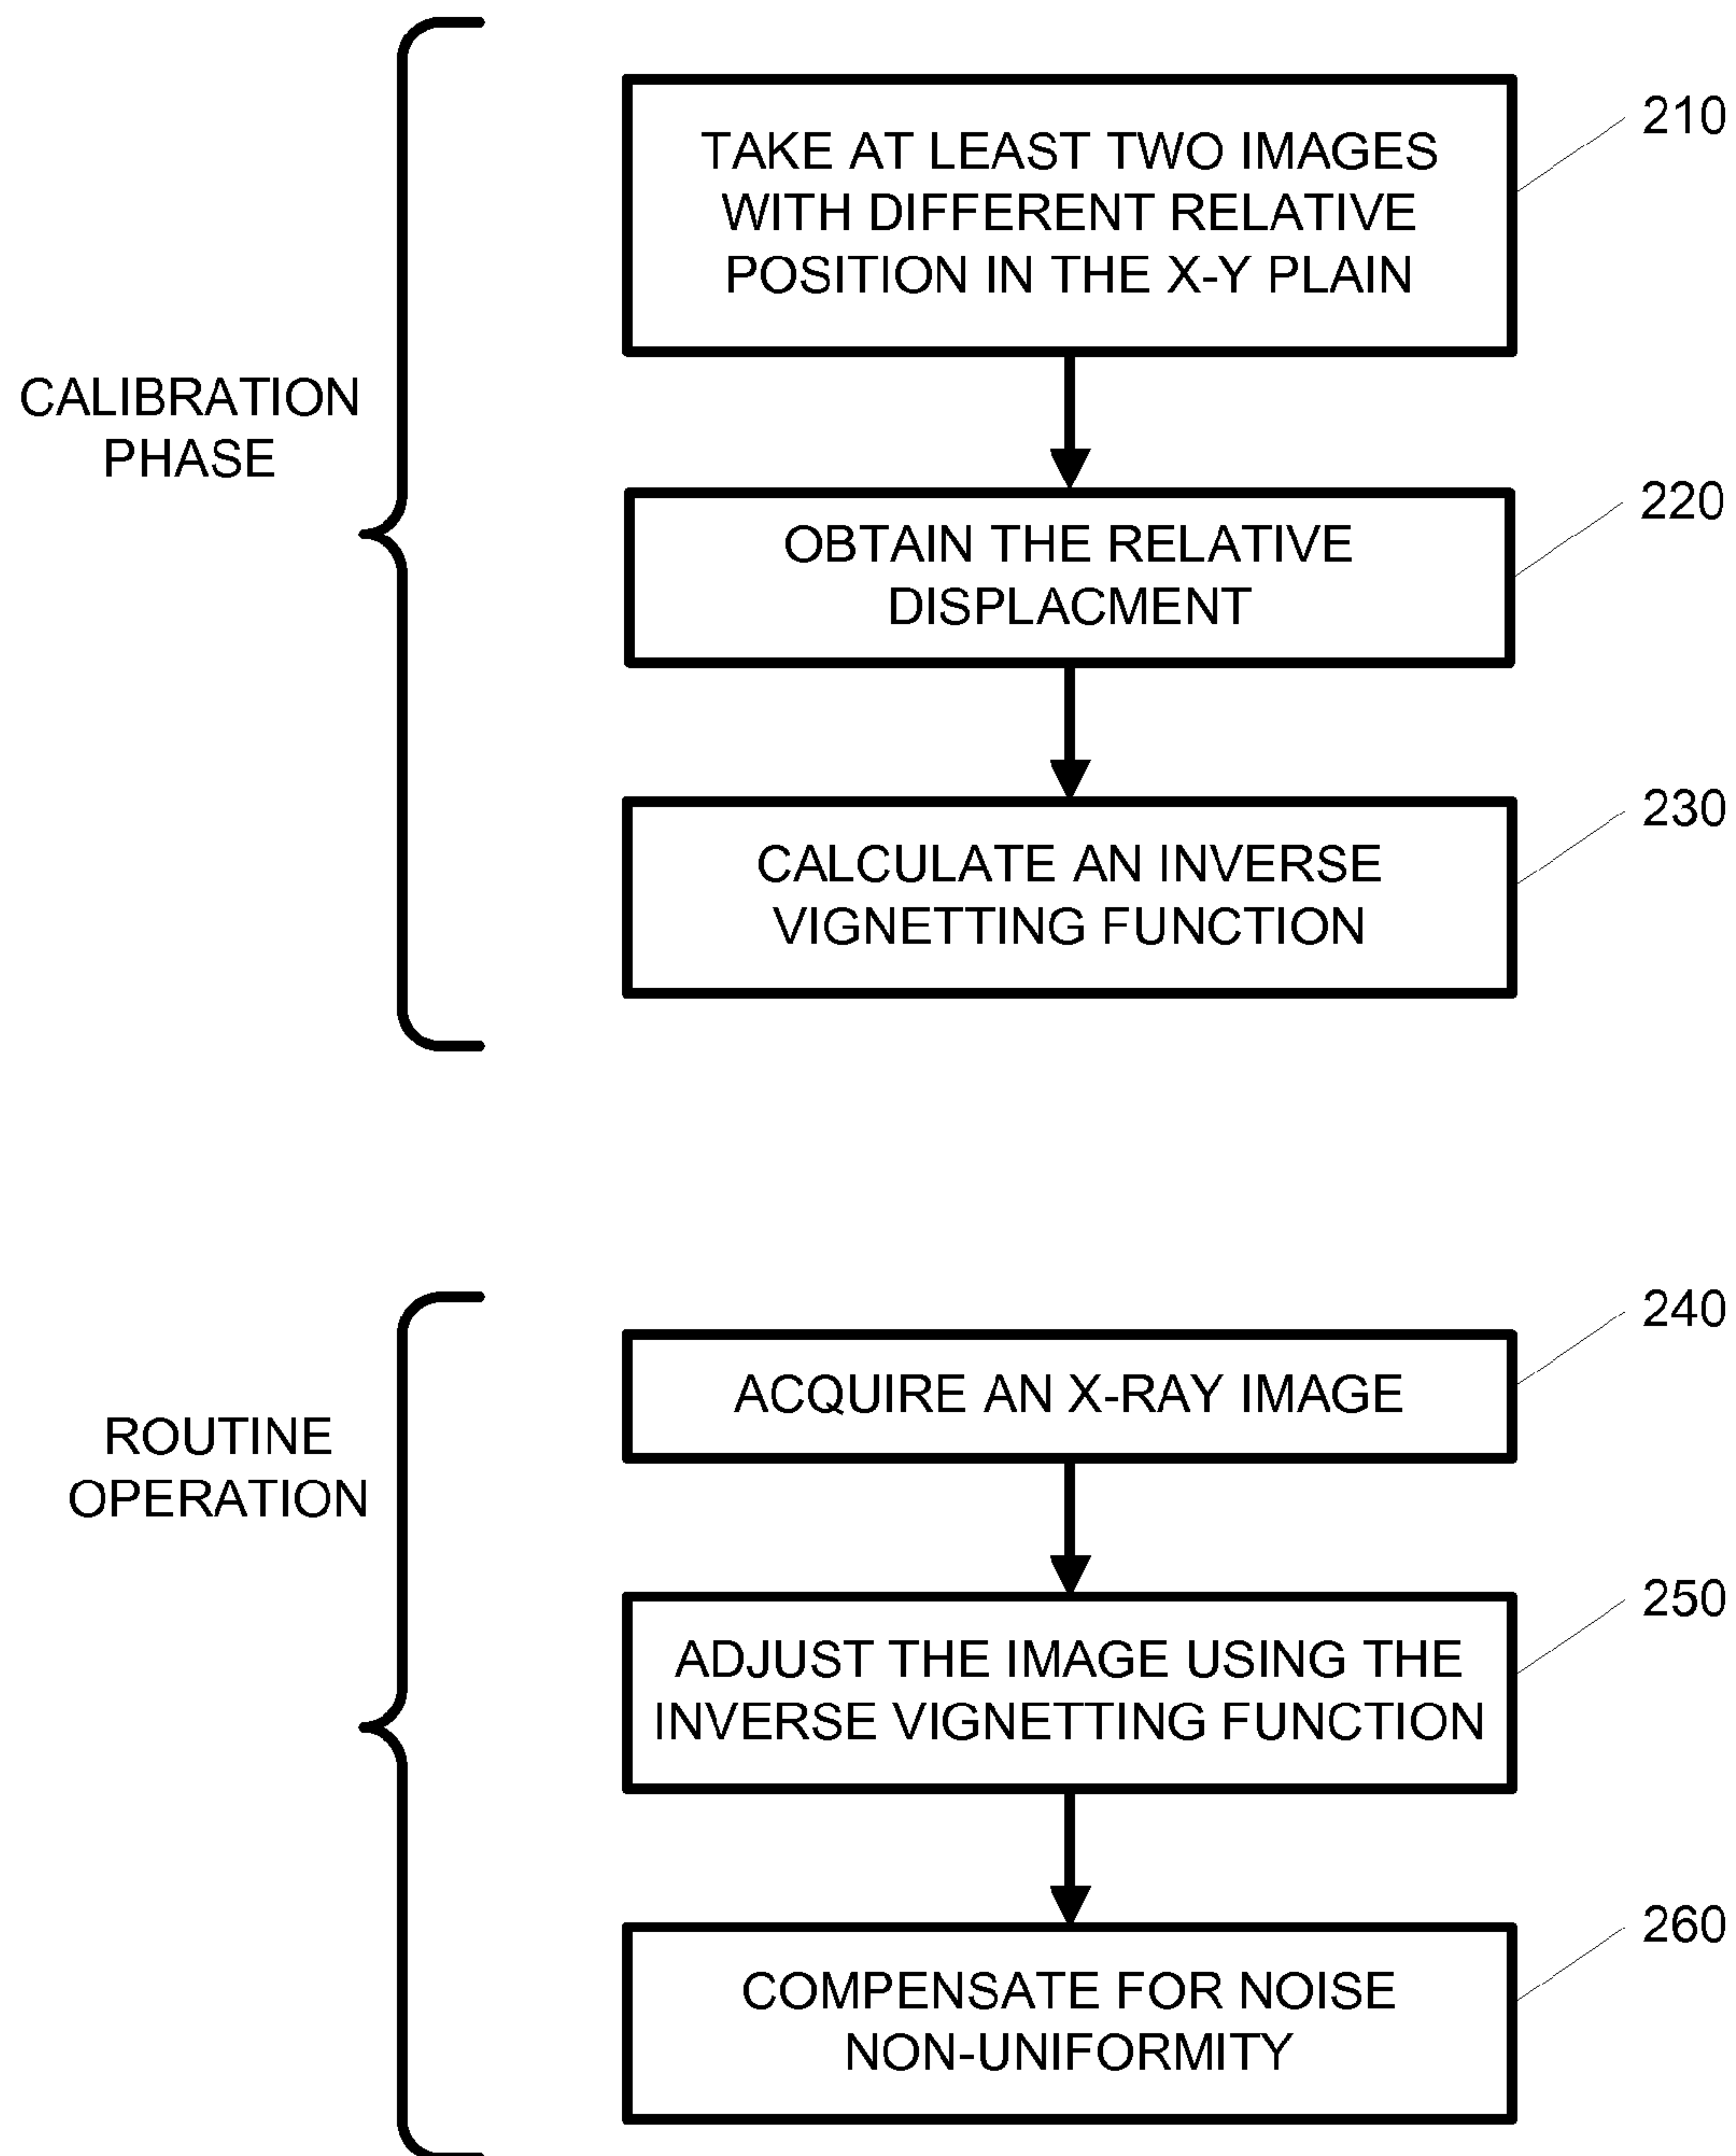 TAKE AT LEAST TWO IMAGES
WITH DIFFERENT RELATIVE
POSITION IN THE X-Y PLAIN
210
CALIBRATION
PHASE
OBTAIN THE RELATIVE
DISPLACMENT
220
CALCULATE AN INVERSE
VIGNETTING FUNCTION
230
ROUTINE
OPERATION
ACQUIRE AN X-RAY IMAGE
240
ADJUST THE IMAGE USING THE
INVERSE VIGNETTING FUNCTION
250
COMPENSATE FOR NOISE
NON-UNIFORMITY
260